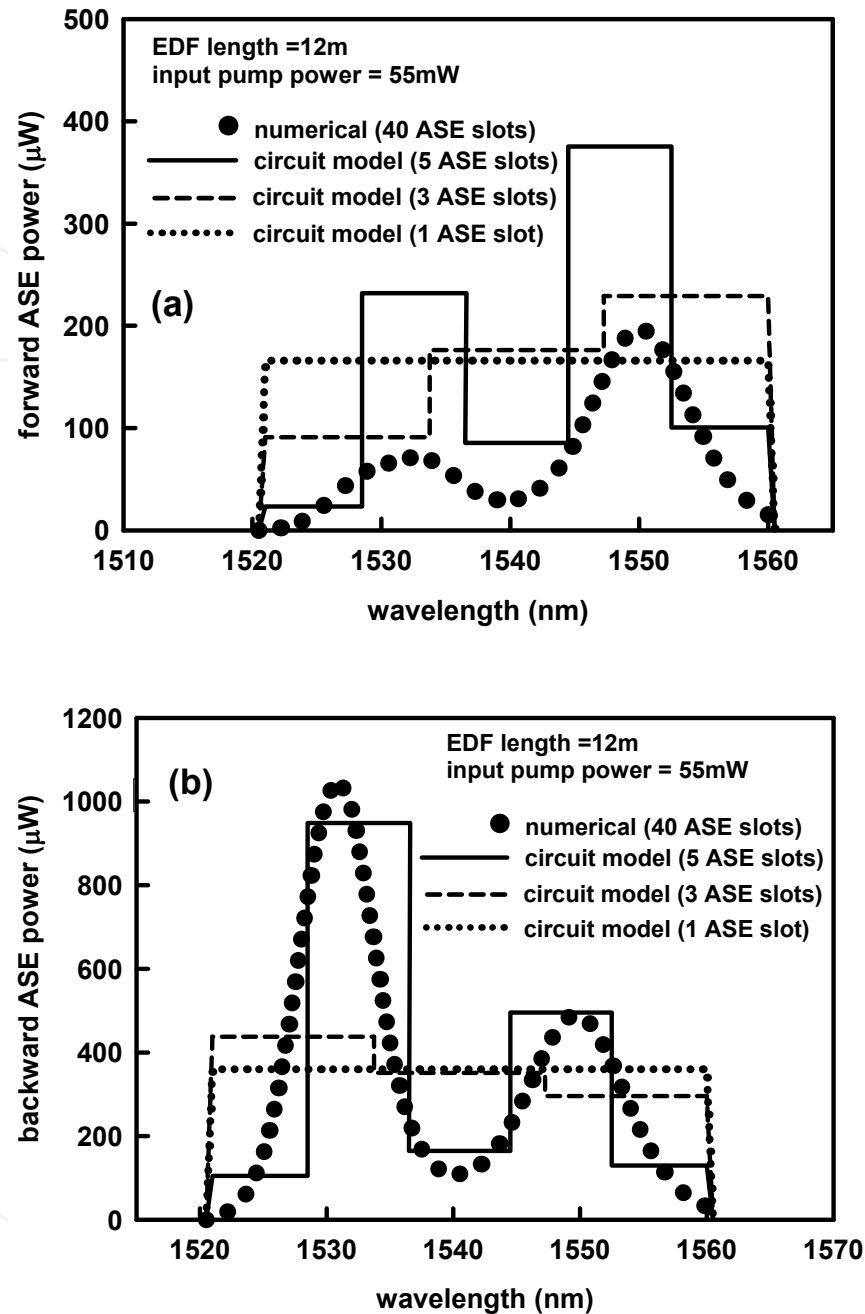 500
400
300
200
100
0
forward ASE power (μW)
EDF length =12m
input pump power = 55mW
numerical (40 ASE slots)
circuit model (5 ASE slots)
circuit model (3 ASE slots)
circuit model (1 ASE slot)
(a)
1510 1520 1530 1540 1550 1560
wavelength (nm)
1200
1000
800
600
400
200
0
backward ASE power (μW)
(b)
EDF length =12m
input pump power = 55mW
numerical (40 ASE slots)
circuit model (5 ASE slots)
circuit model (3 ASE slots)
circuit model (1 ASE slot)
1520 1530 1540 1550 1560 1570
wavelength (nm)